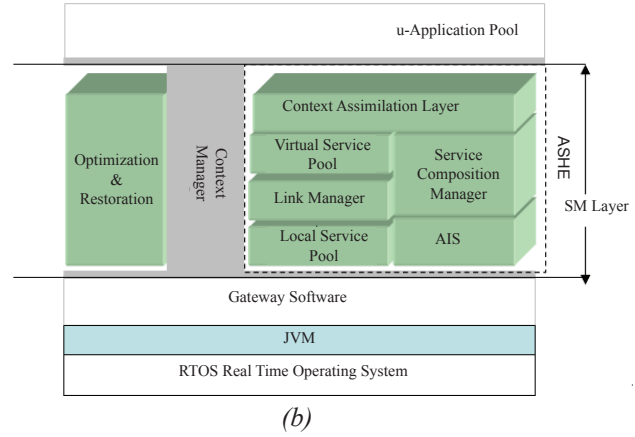 u-Application Pool
Optimization
&
Restoration
Context
Manager
Context Assimilation Layer
Virtual Service
Pool
Link Manager
Local Service
Pool
Service
Composition
Manager
AIS
ASHE
SM Layer
Gateway Software
JVM
RTOS Real Time Operating System
(b)